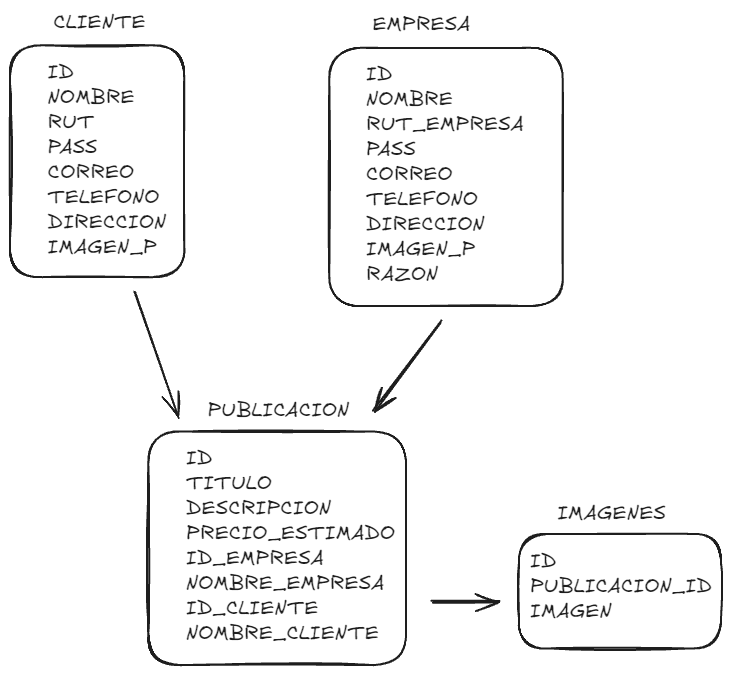 CLIENTE
ID
NOMBRE
RUT
PASS
CORREO
TELEFONO
DIRECCION
IMAGEN_P
EMPRESA
ID
NOMBRE
RUT_EMPRESA
PASS
CORREO
TELEFONO
DIRECCION
IMAGEN_P
RAZON
PUBLICACION
ID
TITULO
DESCRIPCION
PRECIO_ESTIMADO
ID_EMPRESA
NOMBRE_EMPRESA
ID_CLIENTE
NOMBRE_CLIENTE
IMAGENES
ID
PUBLICACION_ID
IMAGEN